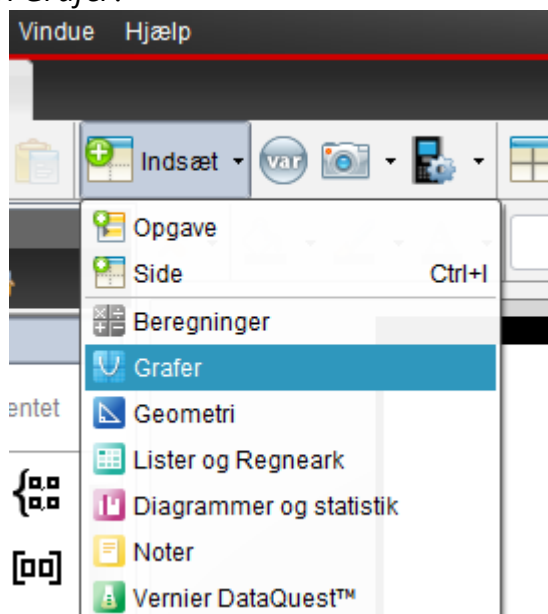 Vindue Hjælp
Indsæt
var
Opgave
Side Ctrl+I
Beregninger
Grafer
entet
Geometri
Lister og Regneark
Diagrammer og statistik
Noter
Vernier DataQuest™